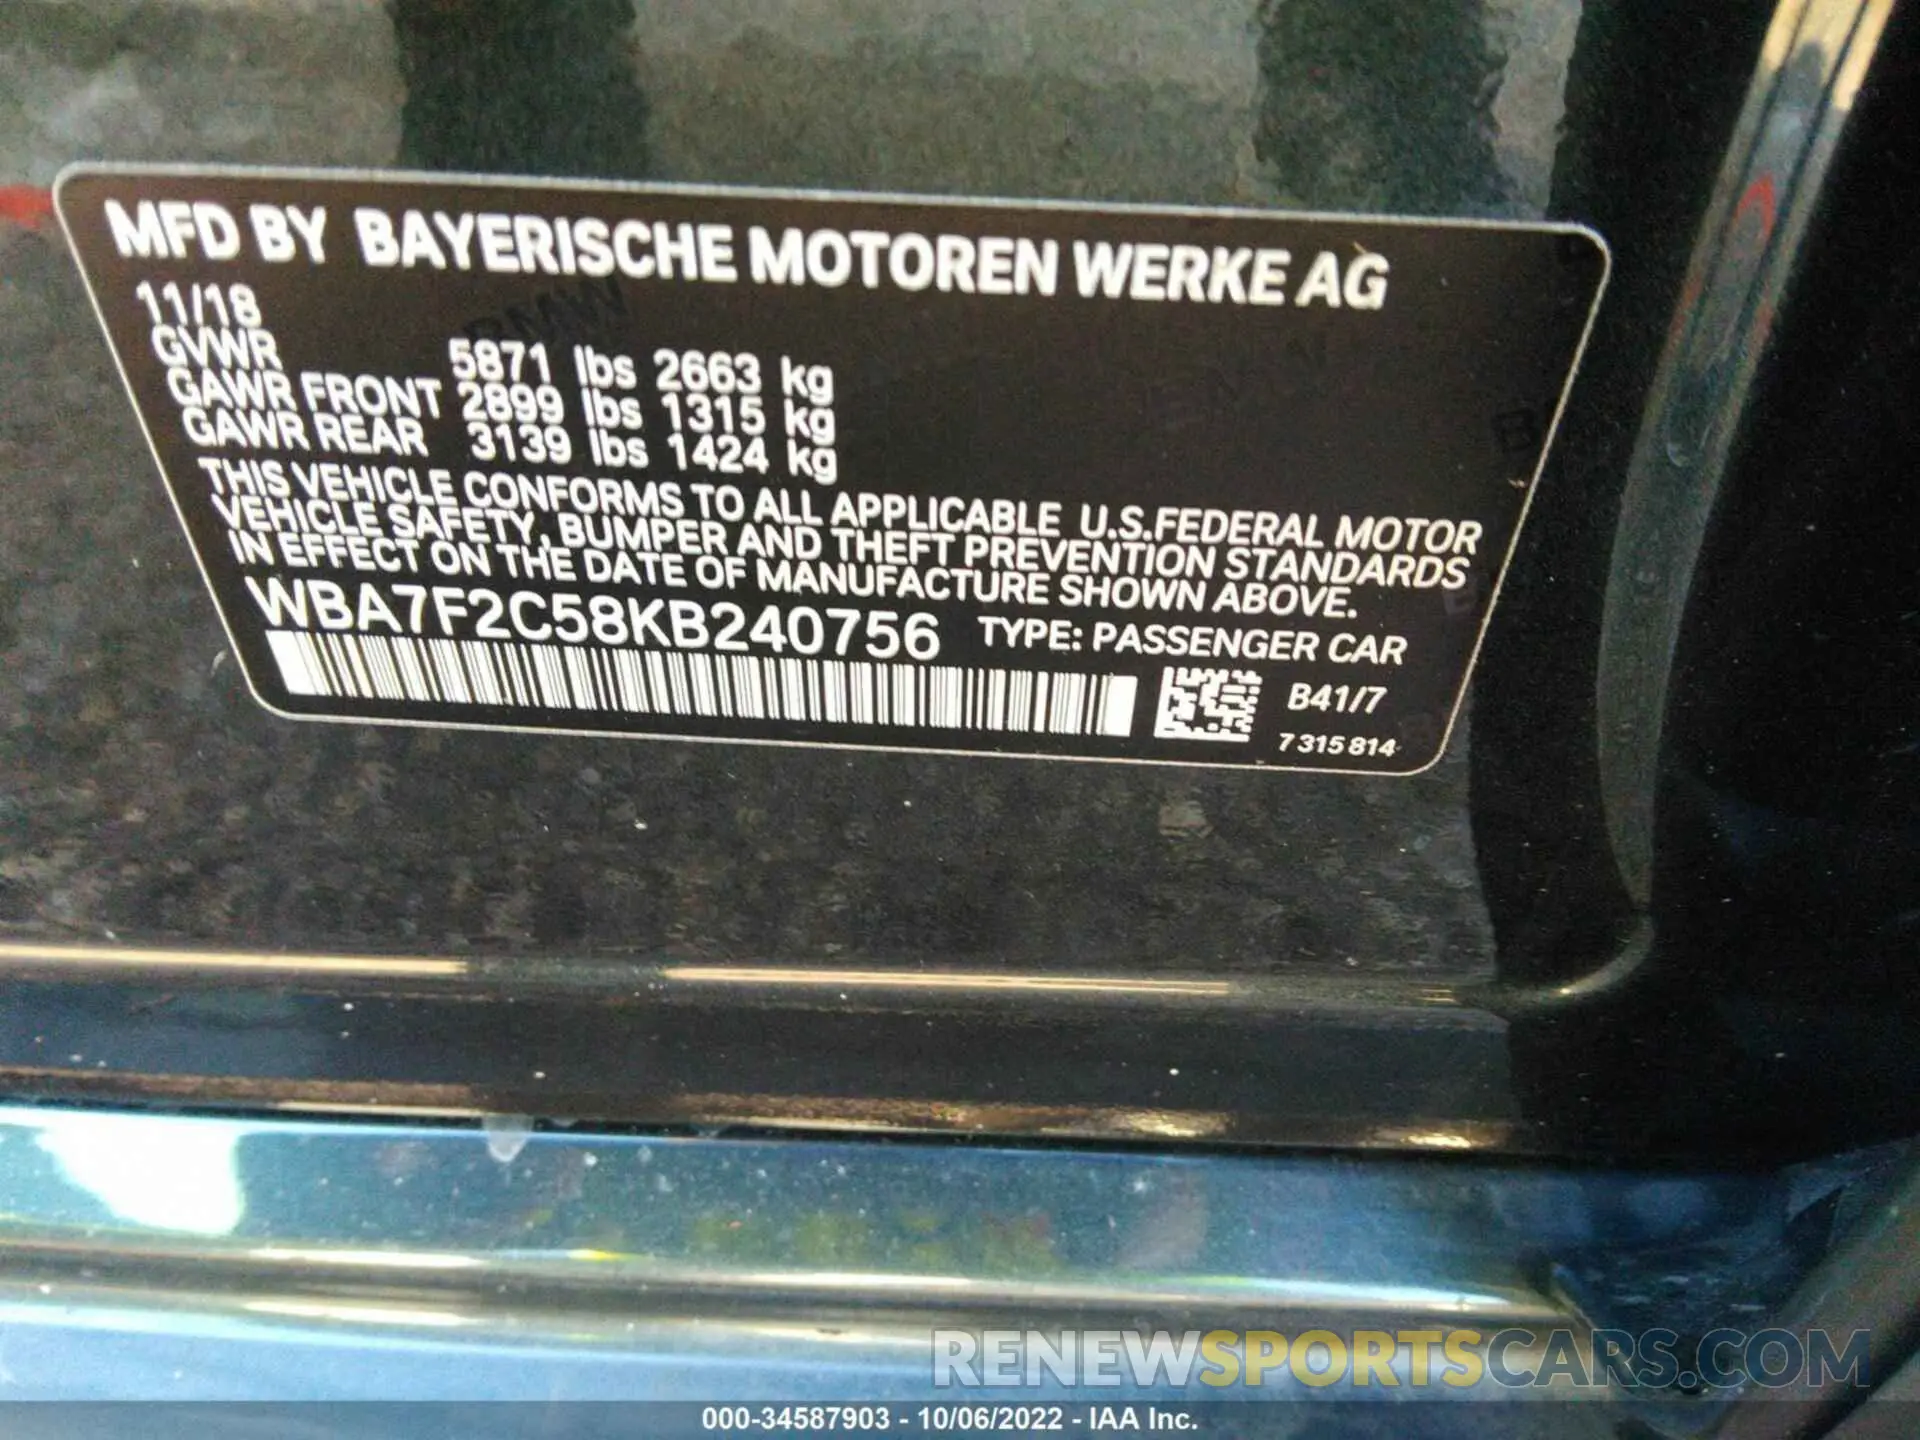 MFD BY BAYERISCHE MOTOREN WERKE AG
11/18
GVWR 5871 lbs 2663 kg
GAWR FRONT 2899 lbs 1315 kg
GAWR REAR 3139 lbs 1424 kg
THIS VEHICLE CONFORMS TO ALL APPLICABLE U.S.FEDERAL MOTOR
VEHICLE SAFETY, BUMPER AND THEFT PREVENTION STANDARDS
IN EFFECT ON THE DATE OF MANUFACTURE SHOWN ABOVE.
WBA7F2C58KB240756 TYPE: PASSENGER CAR
B41/7
7 315 814
RENEWSPORTSCARS.COM
000-34587903 - 10/06/2022 - IAA Inc.